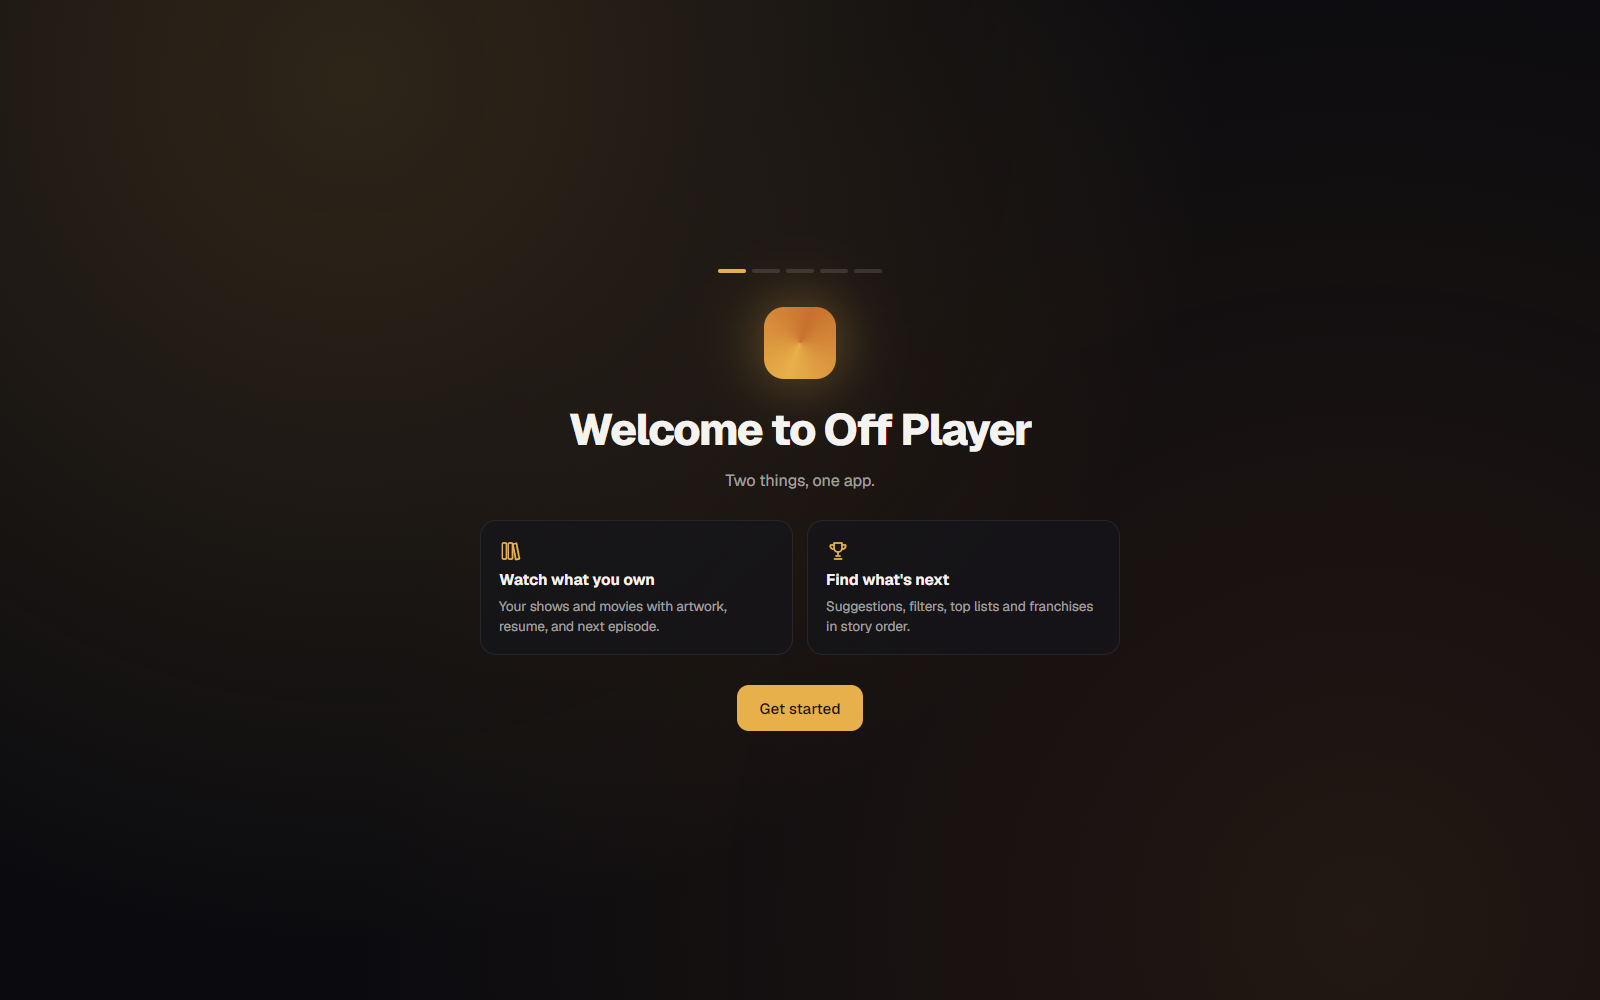 Welcome to Off Player
Two things, one app.
Watch what you own
Your shows and movies with artwork,
resume, and next episode.
Find what's next
Suggestions, filters, top lists and franchises
in story order.
Get started